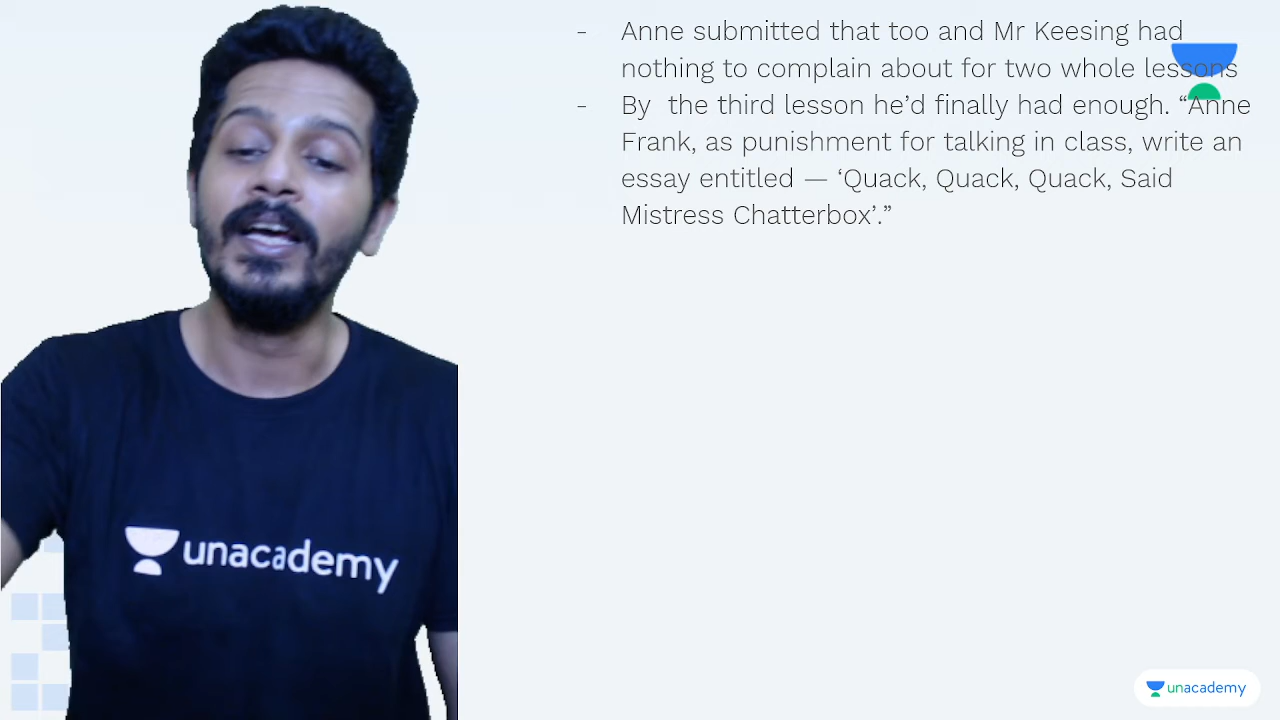 - Anne submitted that too and Mr Keesing had
nothing to complain about for two whole lessons
- By the third lesson he’d finally had enough. “Anne
Frank, as punishment for talking in class, write an
essay entitled — ‘Quack, Quack, Quack, Said
Mistress Chatterbox’.”
unacademy
unacademy